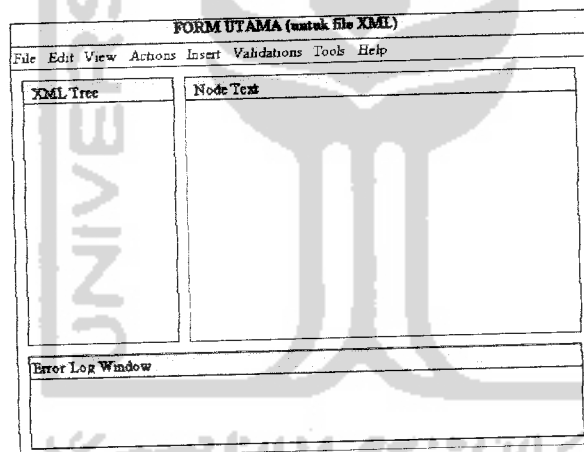 FORM UTAMA (untuk file XML)
File Edit View Actions Insert Validations Tools Help
XML Tree
Node Text
Error Log Window